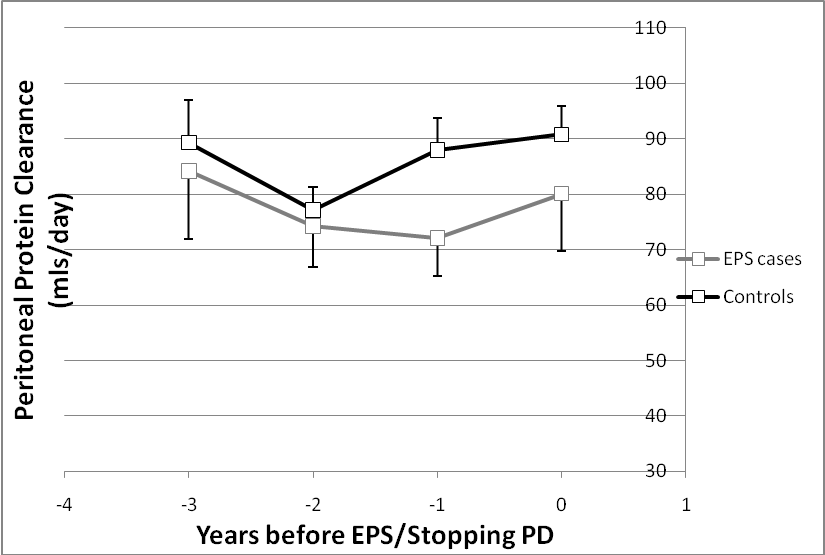 Peritoneal Protein Clearance
(mls/day)
110
100
90
80
70
60
50
40
30
EPS cases
Controls
-4 -3 -2 -1 0 1
Years before EPS/Stopping PD